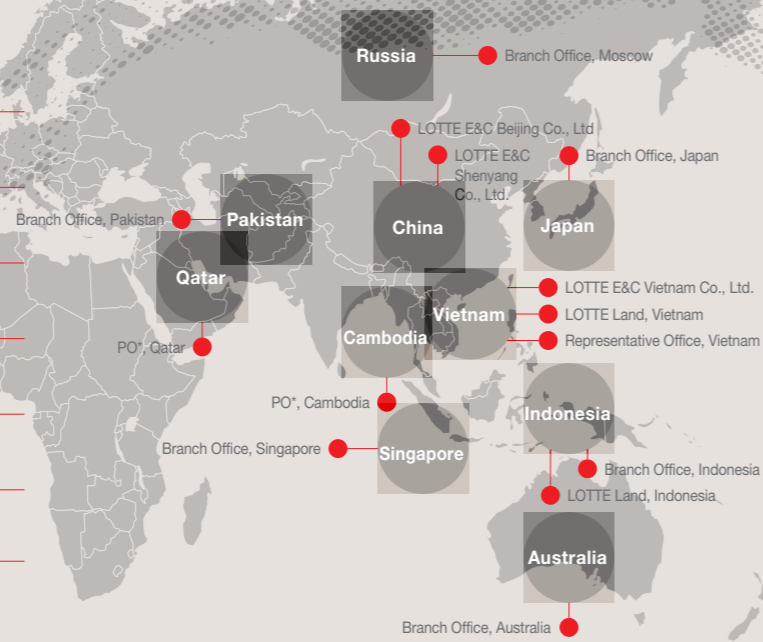 Russia
Branch Office, Moscow
LOTTE E&C Beijing Co., Ltd
LOTTE E&C
Shenyang
Co., Ltd.
Branch Office, Japan
Branch Office, Pakistan
Pakistan
China
Japan
Qatar
PO*, Qatar
Cambodia
Vietnam
LOTTE E&C Vietnam Co., Ltd.
LOTTE Land, Vietnam
Representative Office, Vietnam
PO*, Cambodia
Indonesia
Branch Office, Singapore
Singapore
Branch Office, Indonesia
LOTTE Land, Indonesia
Australia
Branch Office, Australia